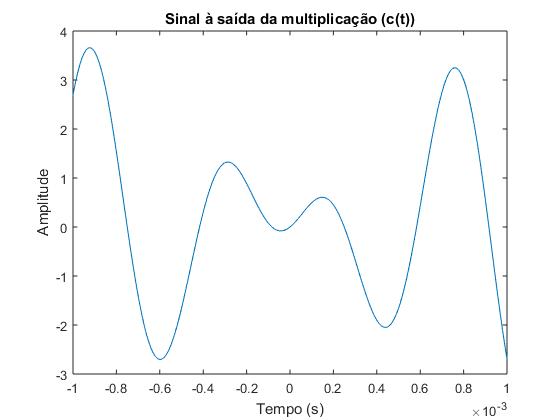 Sinal à saída da multiplicação (c(t))
4
3
2
1
0
-1
-2
-3
Amplitude
-1 -0.8 -0.6 -0.4 -0.2 0 0.2 0.4 0.6 0.8 1
Tempo (s)
×10-3